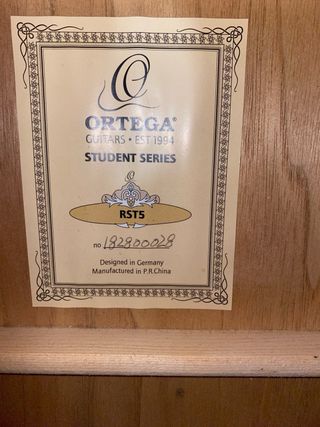 ORTEGA®
GUITARS • EST 1994
STUDENT SERIES
RST5
no 182800028
Designed in Germany
Manufactured in P.R.China